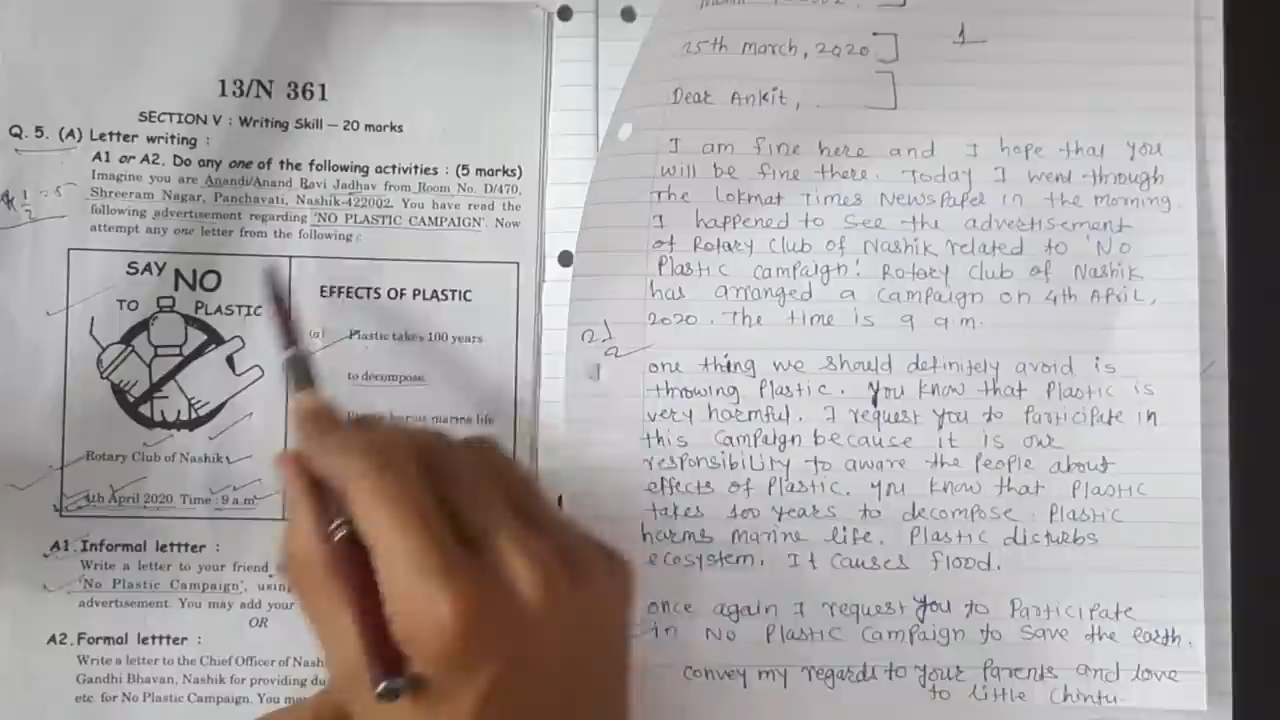 13/N 361
SECTION V : Writing Skill – 20 marks
Q. 5. (A) Letter writing :
A1 or A2. Do any one of the following activities : (5 marks)
Imagine you are Anandi/Anand Ravi Jadhav from Room No. D/470,
Shreeram Nagar, Panchavati, Nashik-422002. You have read the
following advertisement regarding 'NO PLASTIC CAMPAIGN'. Now
attempt any one letter from the following :
SAY NO
TO PLASTIC
Rotary Club of Nashik
4th April 2020. Time : 9 a.m.
EFFECTS OF PLASTIC
(a) Plastic takes 100 years
to decompose
marine life
A1. Informal lettter :
Write a letter to your friend
'No Plastic Campaign', using
advertisement. You may add your
OR
A2. Formal lettter :
Write a letter to the Chief Officer of Nash
Gandhi Bhavan, Nashik for providing du
etc for No Plastic Campaign. You ma
1
25th march, 2020
Dear Ankit,
I am fine here and I hope that you
will be fine there. Today I went through
The Lokmat Times Newspaper in the morning.
I happened to see the advertisement
of Rotary club of Nashik related to 'No
Plastic campaign'. Rotary club of Nashik
has arranged a campaign on 4th April,
2020. The time is 9 a.m.
one thing we should definitely avoid is
throwing Plastic. You know that Plastic is
very harmful. I request you to Participate in
this campaign because it is our
responsibility to aware the people about
effects of Plastic. You know that Plastic
takes 100 years to decompose. Plastic
harms marine life. Plastic disturbs
ecosystem. It causes flood.
once again I request you to Participate
in No Plastic Campaign to save the earth.
convey my regards to your Parents and love
to little Chintu.